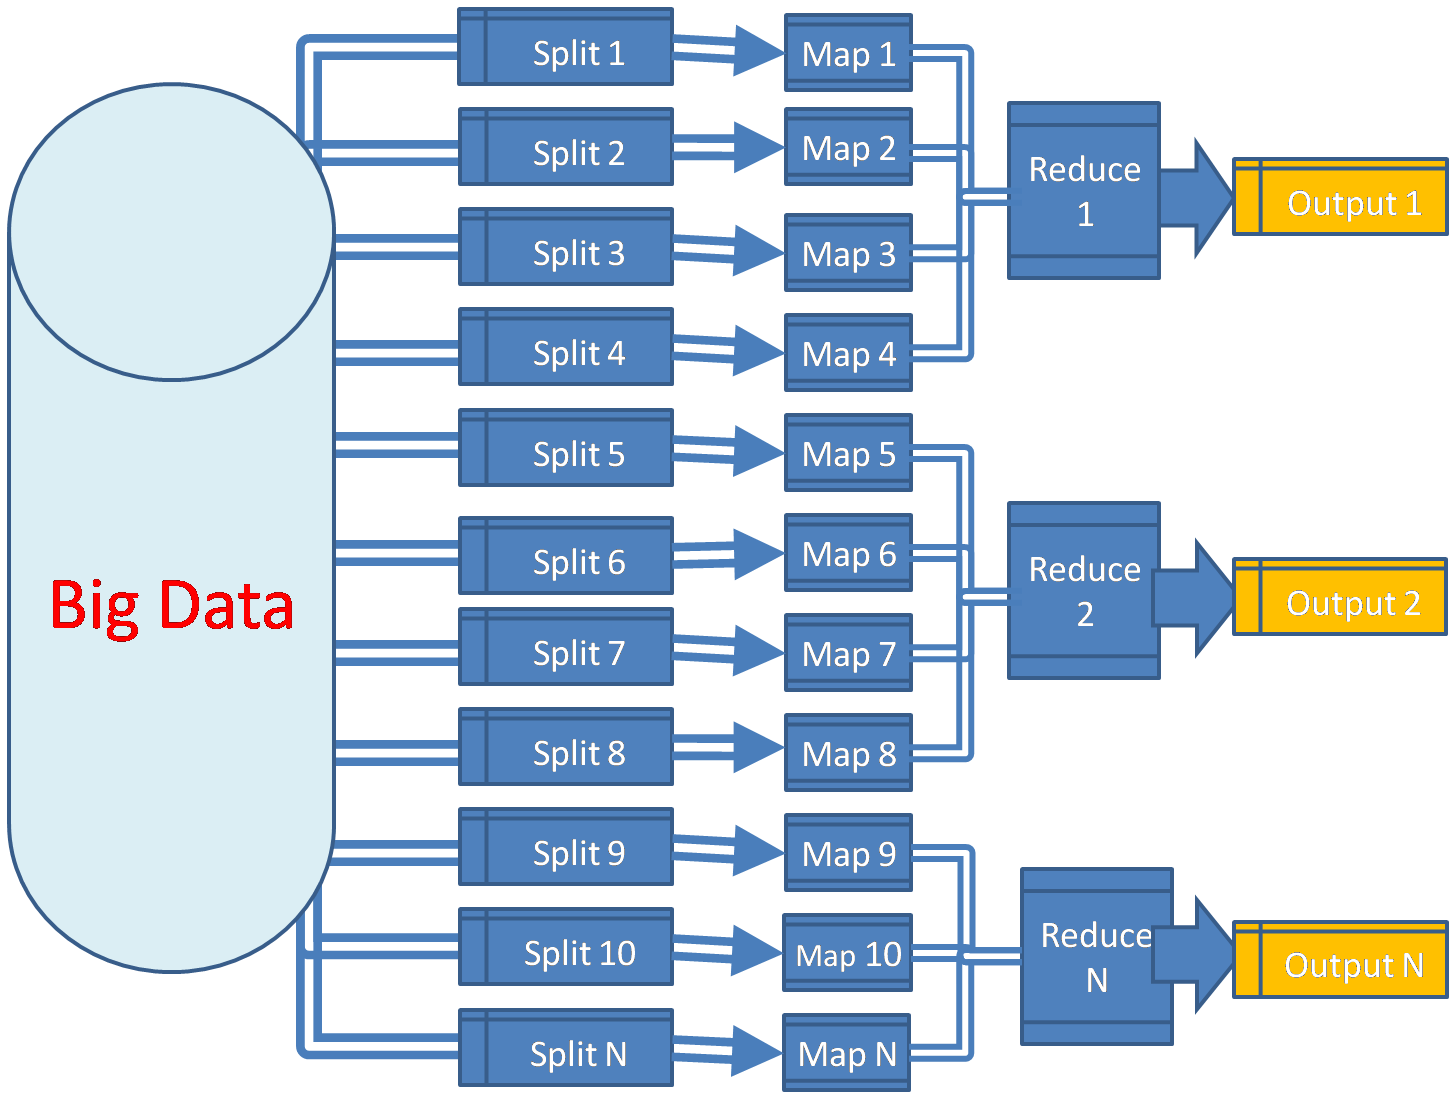 Big Data
Split 1
Map 1
Split 2
Map 2
Split 3
Map 3
Split 4
Map 4
Reduce
1
Output 1
Split 5
Map 5
Split 6
Map 6
Split 7
Map 7
Split 8
Map 8
Reduce
2
Output 2
Split 9
Map 9
Split 10
Map 10
Split N
Map N
Reduce
N
Output N